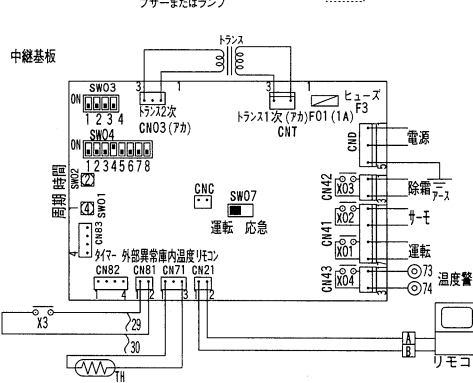 ブザーまたはランプ
中継基板
トランス
3 1
3 1
SW03
ON
1 2 3 4
トランス2次
CN03(アカ)
トランス1次(アカ)
CNT
F01(1A)
ヒューズ
F3
SW04
ON
1 2 3 4 5 6 7 8
CND
5
電源
アース
SW02
2
SW01
4
周期 時間
CNC
SW07
運転 応急
CN42
X03
3
除霜
CN41
X02
サーモ
X01
7
運転
CN43
X04
3
73
74
温度警
CN83
4
タイマー
外部異常
庫内温度
リモコン
CN82
1 4
CN81
1 2
CN71
1 3
CN21
1 2
X3
29
30
TH
A
B
リモコ